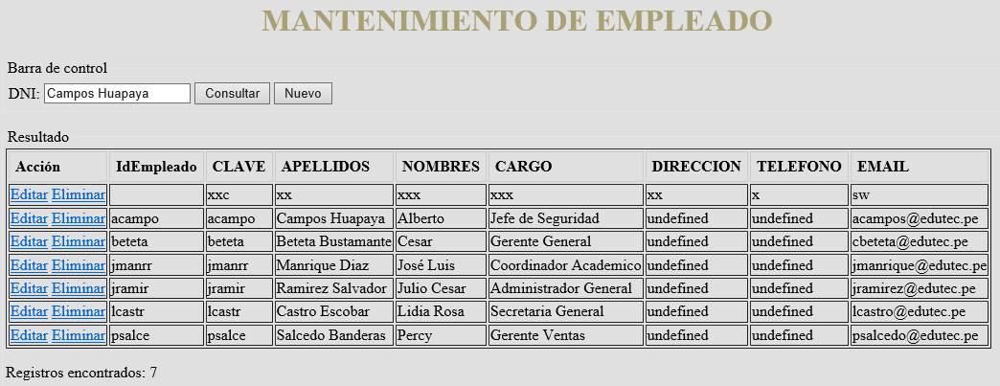 MANTENIMIENTO DE EMPLEADO
Barra de control
DNI: Campos Huapaya Consultar Nuevo
Resultado
Acción IdEmpleado CLAVE APELLIDOS NOMBRES CARGO DIRECCION TELEFONO EMAIL
Editar Eliminar xxc xx xxx xxx xx x sw
Editar Eliminar acampo acampo Campos Huapaya Alberto Jefe de Seguridad undefined undefined acampos@edutec.pe
Editar Eliminar beteta beteta Beteta Bustamante Cesar Gerente General undefined undefined cbeteta@edutec.pe
Editar Eliminar jmanrr jmanrr Manrique Diaz José Luis Coordinador Academico undefined undefined jmanrique@edutec.pe
Editar Eliminar jramir jramir Ramirez Salvador Julio Cesar Administrador General undefined undefined jramirez@edutec.pe
Editar Eliminar lcastr lcastr Castro Escobar Lidia Rosa Secretaria General undefined undefined lcastro@edutec.pe
Editar Eliminar psalce psalce Salcedo Banderas Percy Gerente Ventas undefined undefined psalcedo@edutec.pe
Registros encontrados: 7